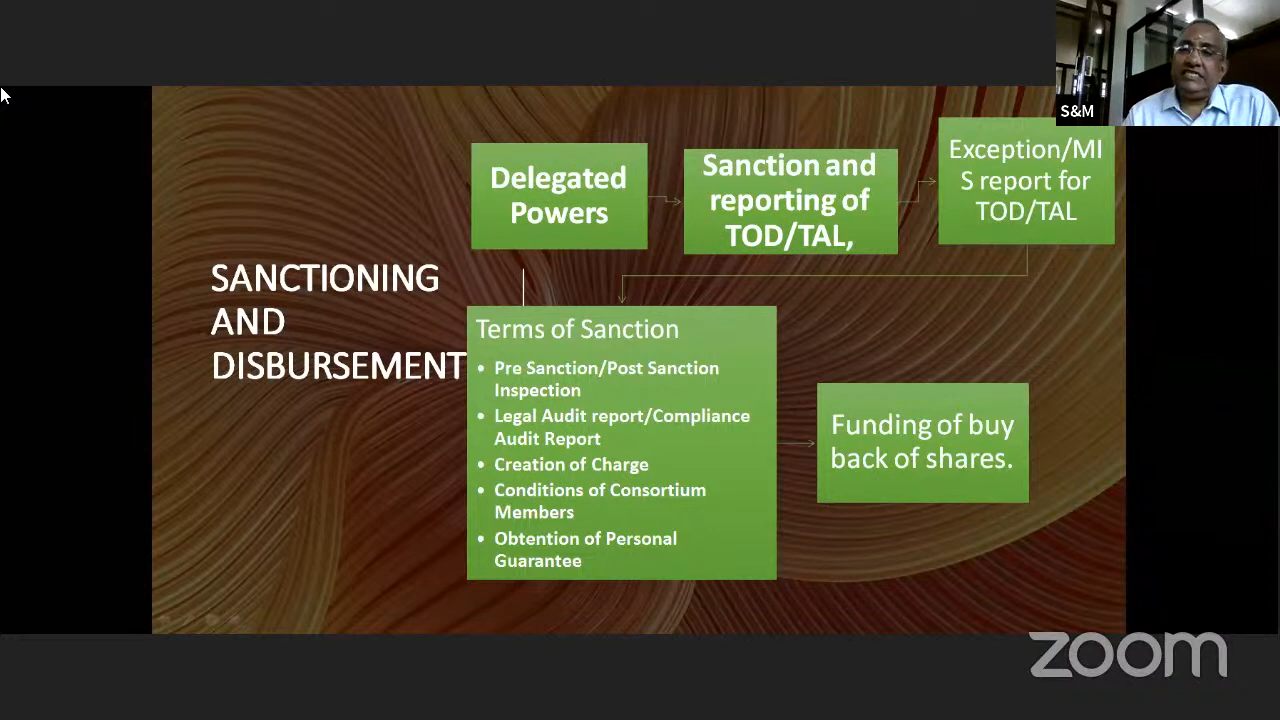 S&M
SANCTIONING
AND
DISBURSEMENT
Delegated
Powers
Sanction and
reporting of
TOD/TAL,
Exception/MI
S report for
TOD/TAL
Terms of Sanction
• Pre Sanction/Post Sanction
Inspection
• Legal Audit report/Compliance
Audit Report
• Creation of Charge
• Conditions of Consortium
Members
• Obtention of Personal
Guarantee
Funding of buy
back of shares.
zoom